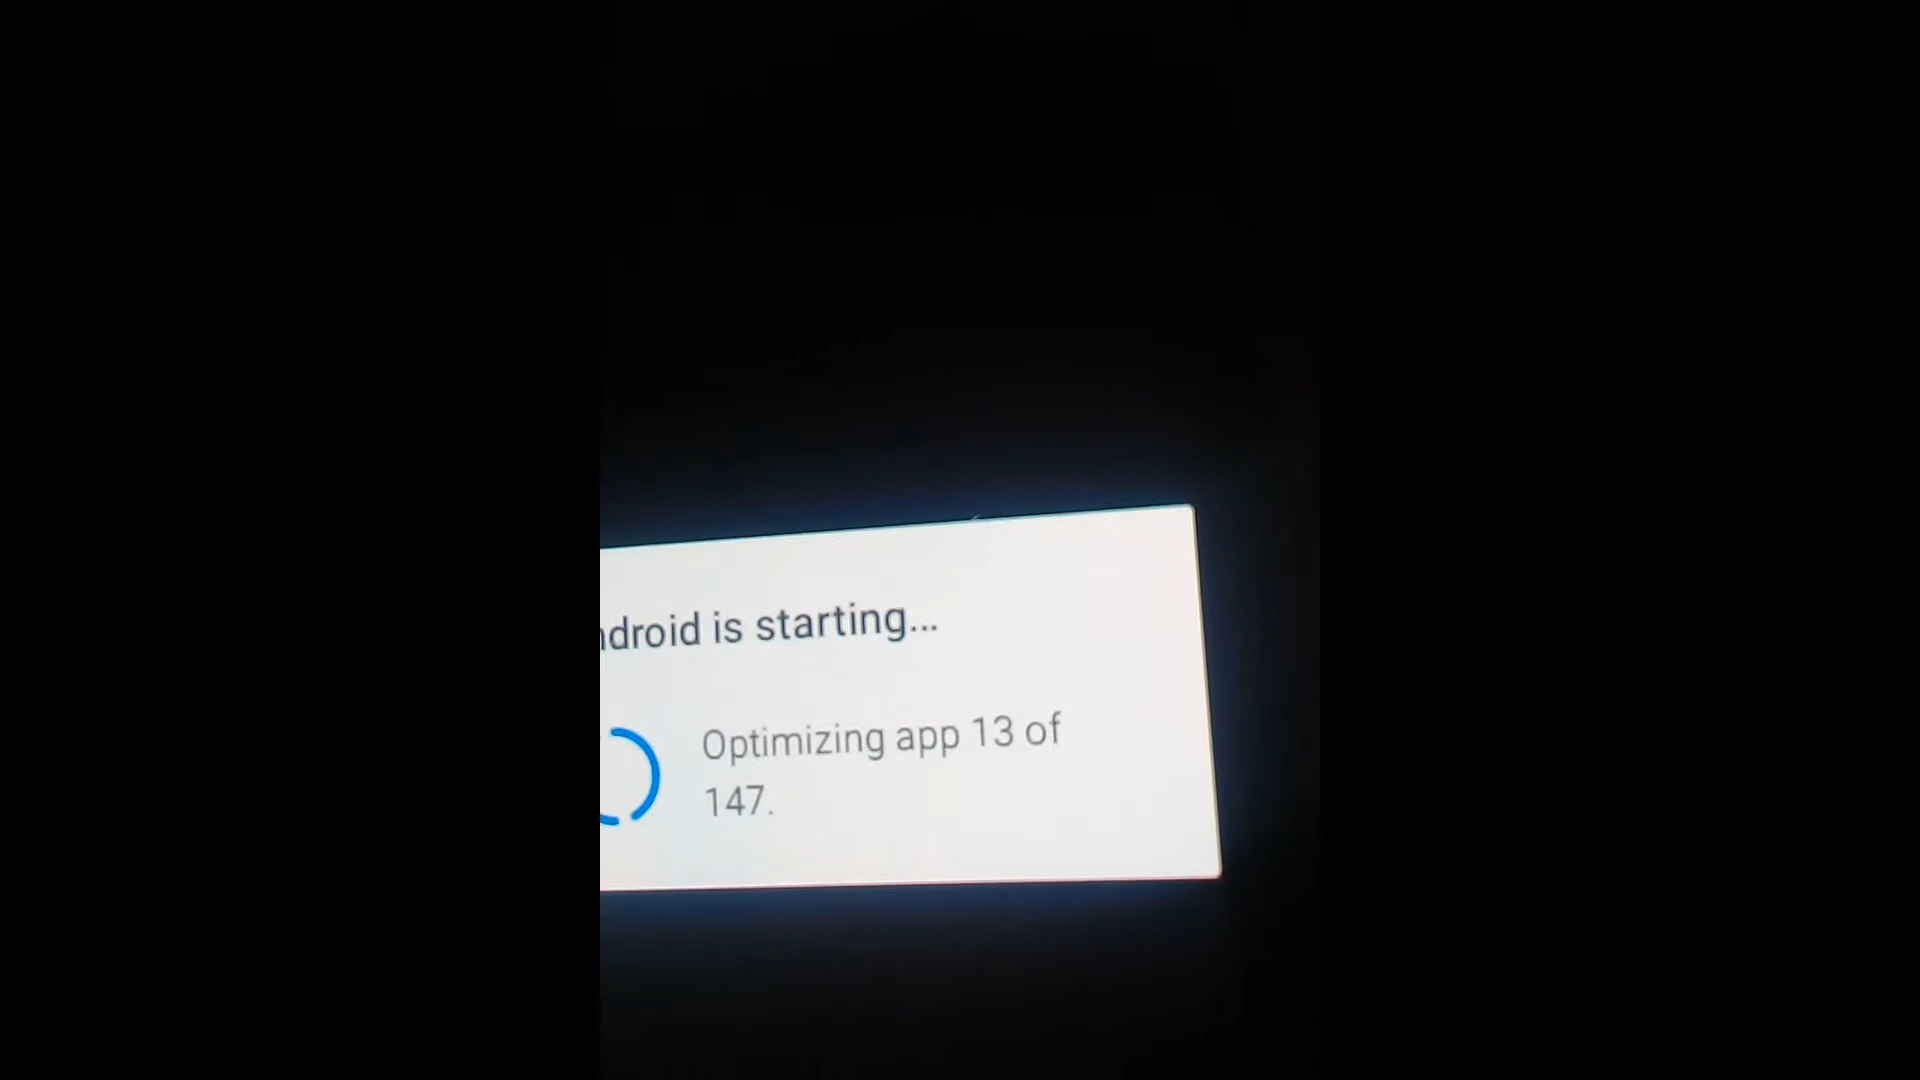 ndroid is starting...
Optimizing app 13 of
147.